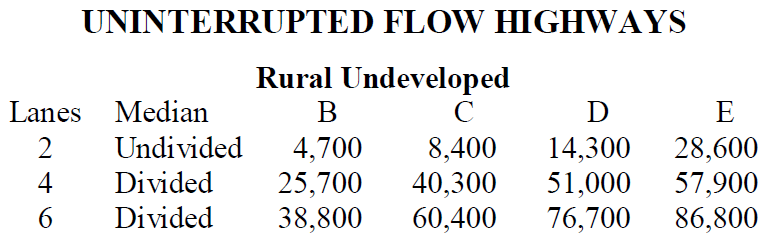 UNINTERRUPTED FLOW HIGHWAYS
Rural Undeveloped
Lanes Median B C D E
2 Undivided 4,700 8,400 14,300 28,600
4 Divided 25,700 40,300 51,000 57,900
6 Divided 38,800 60,400 76,700 86,800